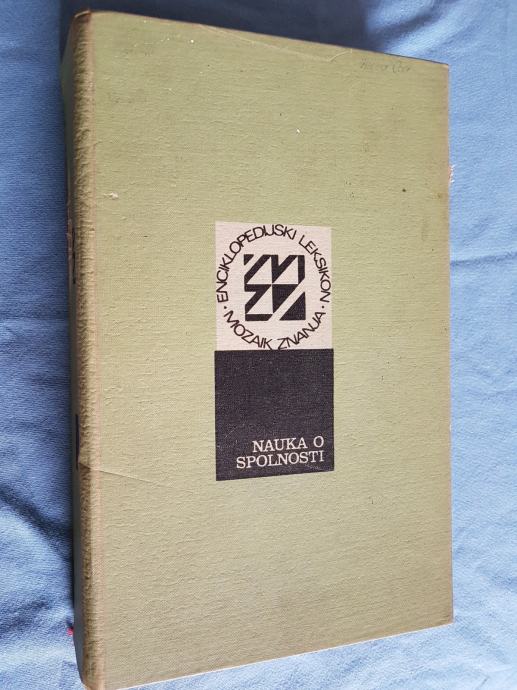 ENCIKLOPEDIJSKI LEKSIKON
MOZAIK ZNANJA
NAUKA O
SPOLNOSTI